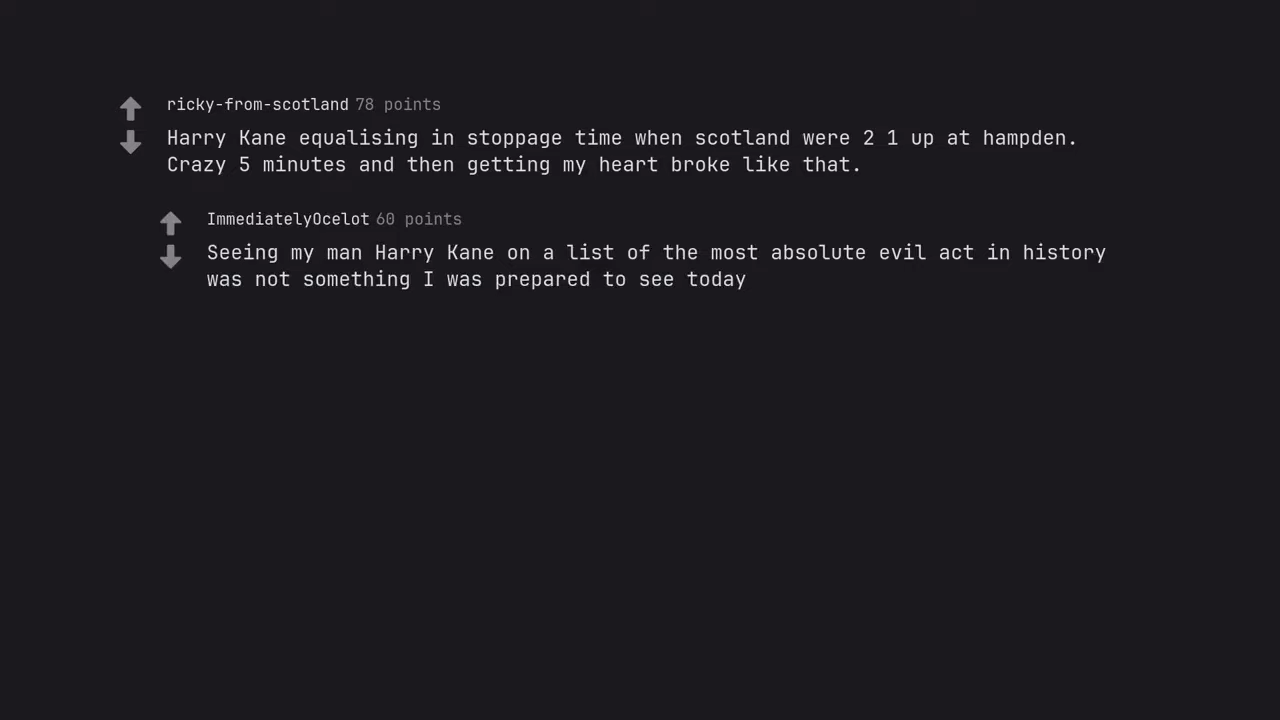 ricky-from-scotland 78 points
Harry Kane equalising in stoppage time when scotland were 2 1 up at hampden.
Crazy 5 minutes and then getting my heart broke like that.
ImmediatelyOcelot 60 points
Seeing my man Harry Kane on a list of the most absolute evil act in history
was not something I was prepared to see today